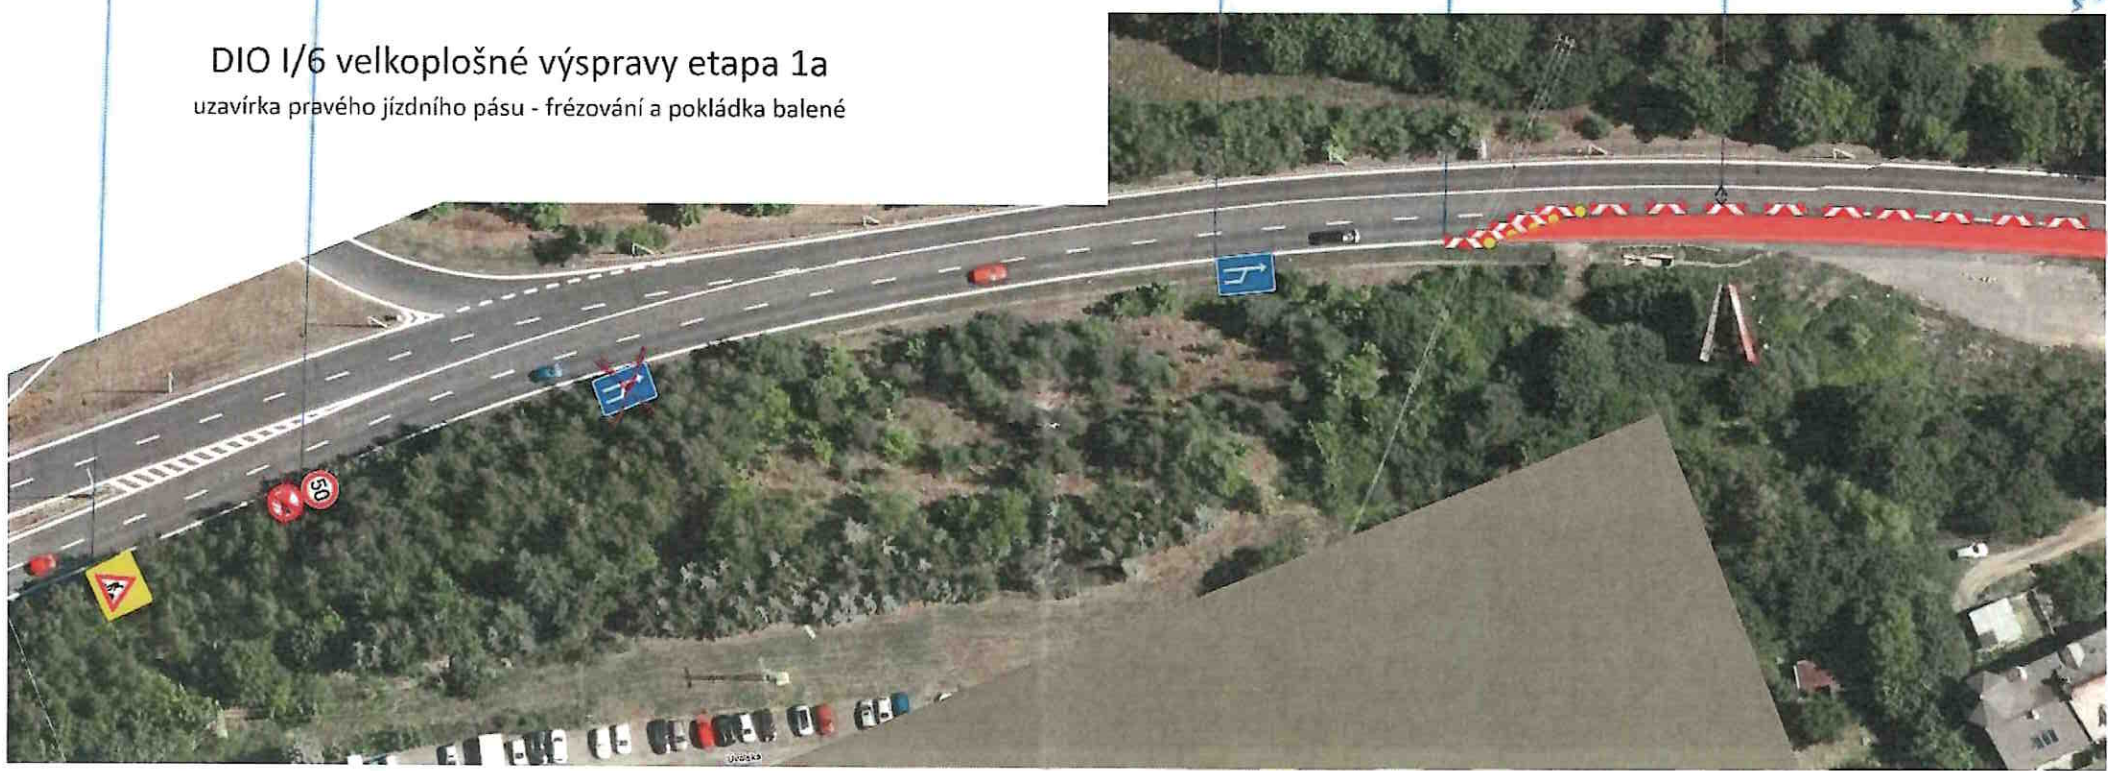 DIO I/6 velkoplošné výspravy etapa 1a
uzavírka pravého jízdního pásu - frézování a pokládka balené
50